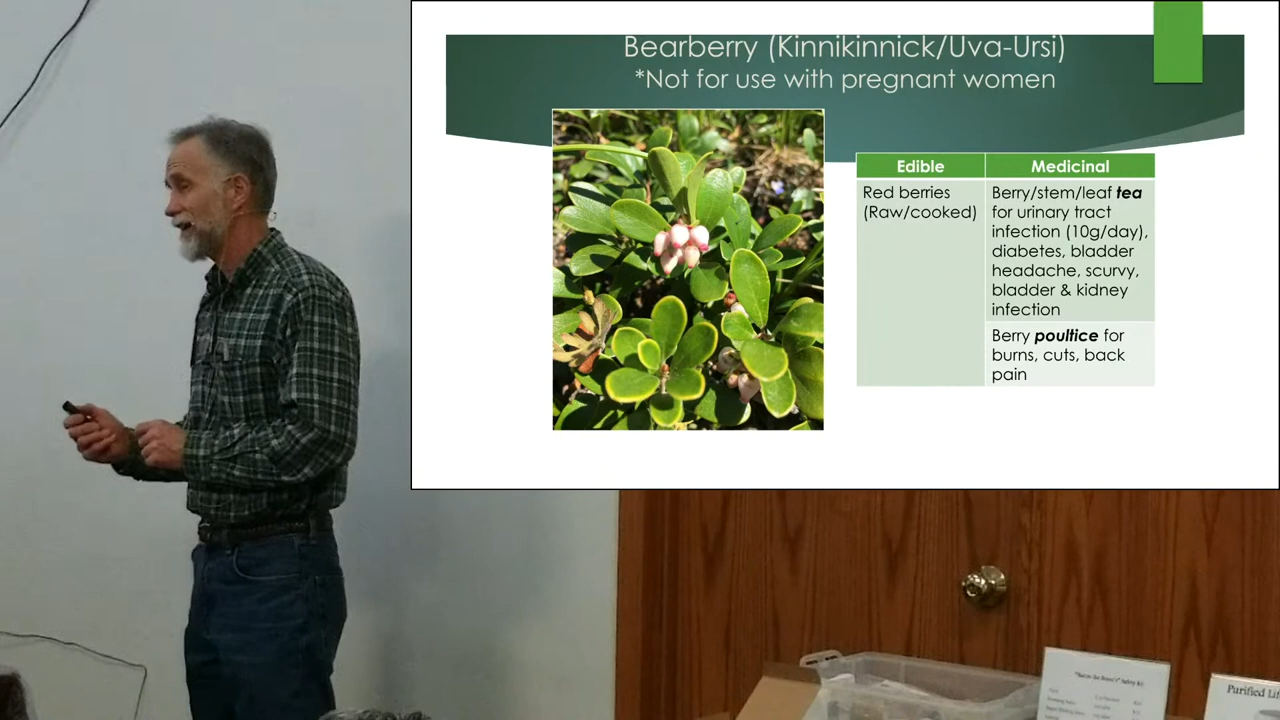 Bearberry (Kinnikinnick/Uva-Ursi)
*Not for use with pregnant women
Edible
Medicinal
Red berries
(Raw/cooked)
Berry/stem/leaf tea
for urinary tract
infection (10g/day),
diabetes, bladder
headache, scurvy,
bladder & kidney
infection
Berry poultice for
burns, cuts, back
pain
Purified